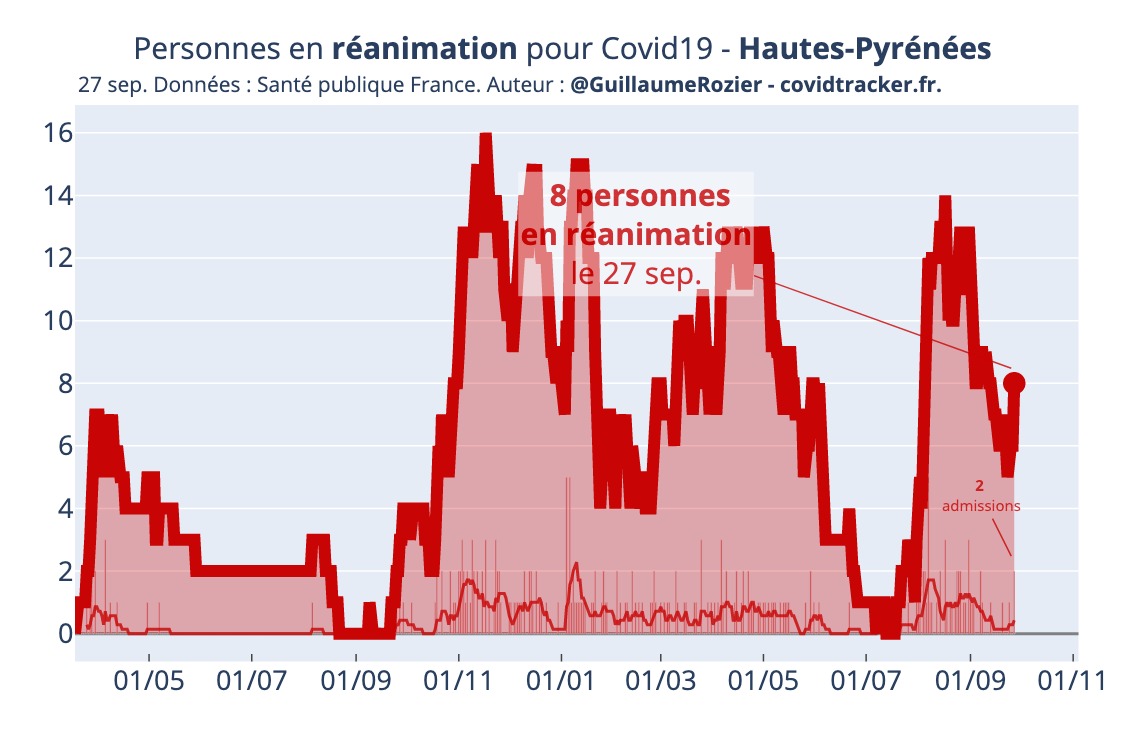 Personnes en réanimation pour Covid19 - Hautes-Pyrénées
27 sep. Données : Santé publique France. Auteur : @GuillaumeRozier - covidtracker.fr.
16
14
12
10
8
6
4
2
0
8 personnes
en réanimation
le 27 sep.
2
admissions
01/05 01/07 01/09 01/11 01/01 01/03 01/05 01/07 01/09 01/11